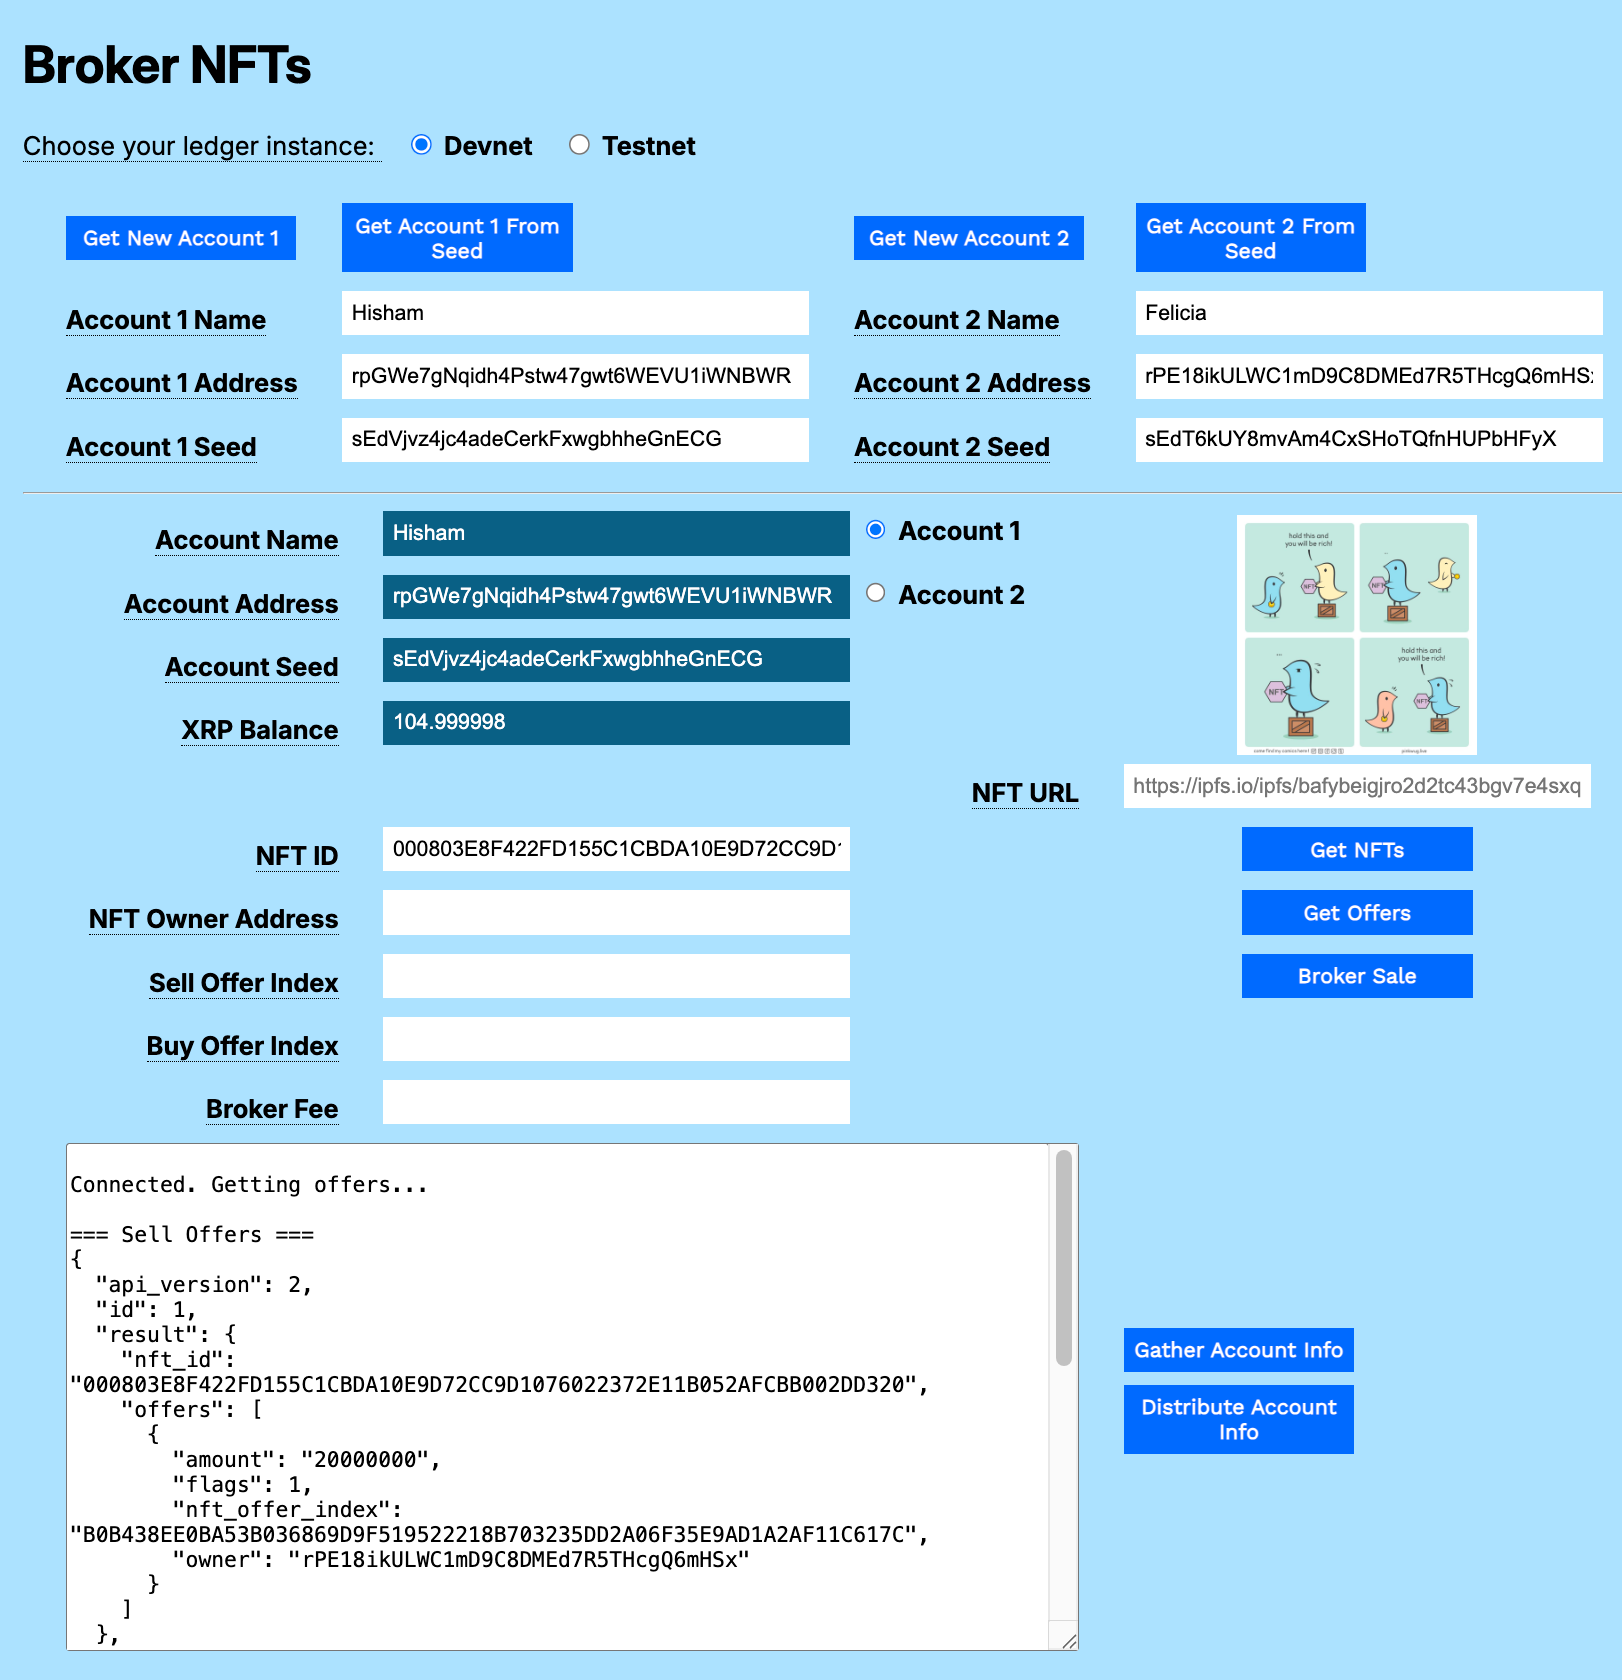 Broker NFTs
Choose your ledger instance:
Devnet
Testnet
Get New Account 1
Get Account 1 From
Seed
Get New Account 2
Get Account 2 From
Seed
Account 1 Name
Hisham
Account 2 Name
Felicia
Account 1 Address
rpGWe7gNqidh4Pstw47gwt6WEVU1iWNBWR
Account 2 Address
rPE18ikULWC1mD9C8DMEd7R5THcgQ6mHSx
Account 1 Seed
sEdVjvz4jc4adeCerkFxwgbhheGnECG
Account 2 Seed
sEdT6kUY8mvAm4CxSHoTQfnHUPbHFyX
Account Name
Hisham
Account 1
Account Address
rpGWe7gNqidh4Pstw47gwt6WEVU1iWNBWR
Account 2
Account Seed
sEdVjvz4jc4adeCerkFxwgbhheGnECG
XRP Balance
104.999998
hold this and
you will be rich!
NFT
...
NFT
...
NFT
hold this and
you will be rich!
NFT
NFT URL
https://ipfs.io/ipfs/bafybeigjro2d2tc43bgv7e4sxq
NFT ID
000803E8F422FD155C1CBDA10E9D72CC9D1
Get NFTs
NFT Owner Address
Get Offers
Sell Offer Index
Broker Sale
Buy Offer Index
Broker Fee
Connected. Getting offers...
=== Sell Offers ===
{
"api_version": 2,
"id": 1,
"result": {
"nft_id":
"000803E8F422FD155C1CBDA10E9D72CC9D1076022372E11B052AFCBB002DD320",
"offers": [
{
"amount": "20000000",
"flags": 1,
"nft_offer_index":
"B0B438EE0BA53B036869D9F519522218B703235DD2A06F35E9AD1A2AF11C617C",
"owner": "rPE18ikULWC1mD9C8DMEd7R5THcgQ6mHSx"
}
]
},
Gather Account Info
Distribute Account
Info